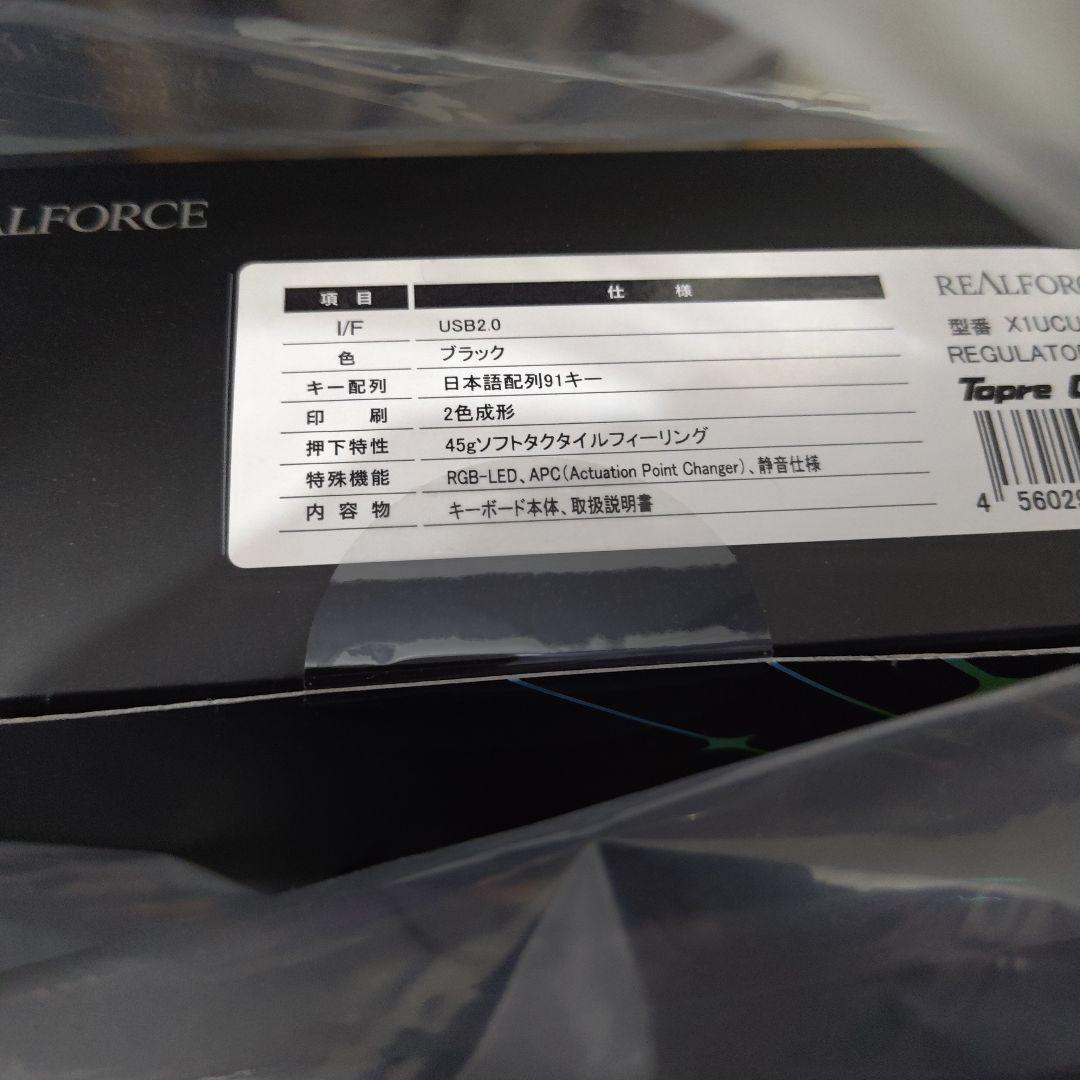 ALFORCE
項目 仕様
I/F USB2.0
色 ブラック
キー配列 日本語配列91キー
印刷 2色成形
押下特性 45gソフトタクタイルフィーリング
特殊機能 RGB-LED、APC(Actuation Point Changer)、静音仕様
内容物 キーボード本体、取扱説明書
REALFORC
型番 X1UCU
REGULATO
Topre
4 56029